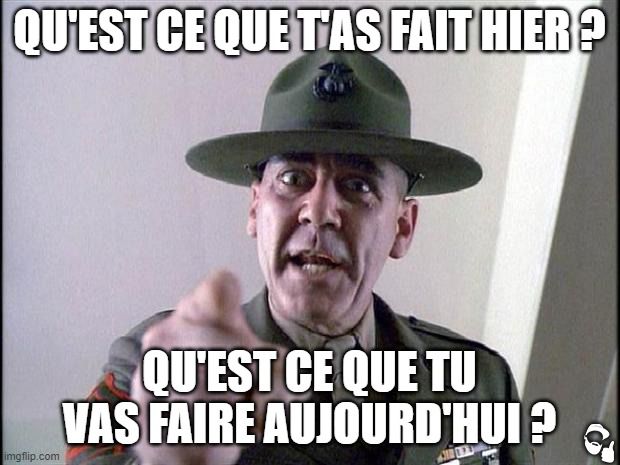 QU'EST CE QUE T'AS FAIT HIER ?
QU'EST CE QUE TU
VAS FAIRE AUJOURD'HUI ?
imgflip.com